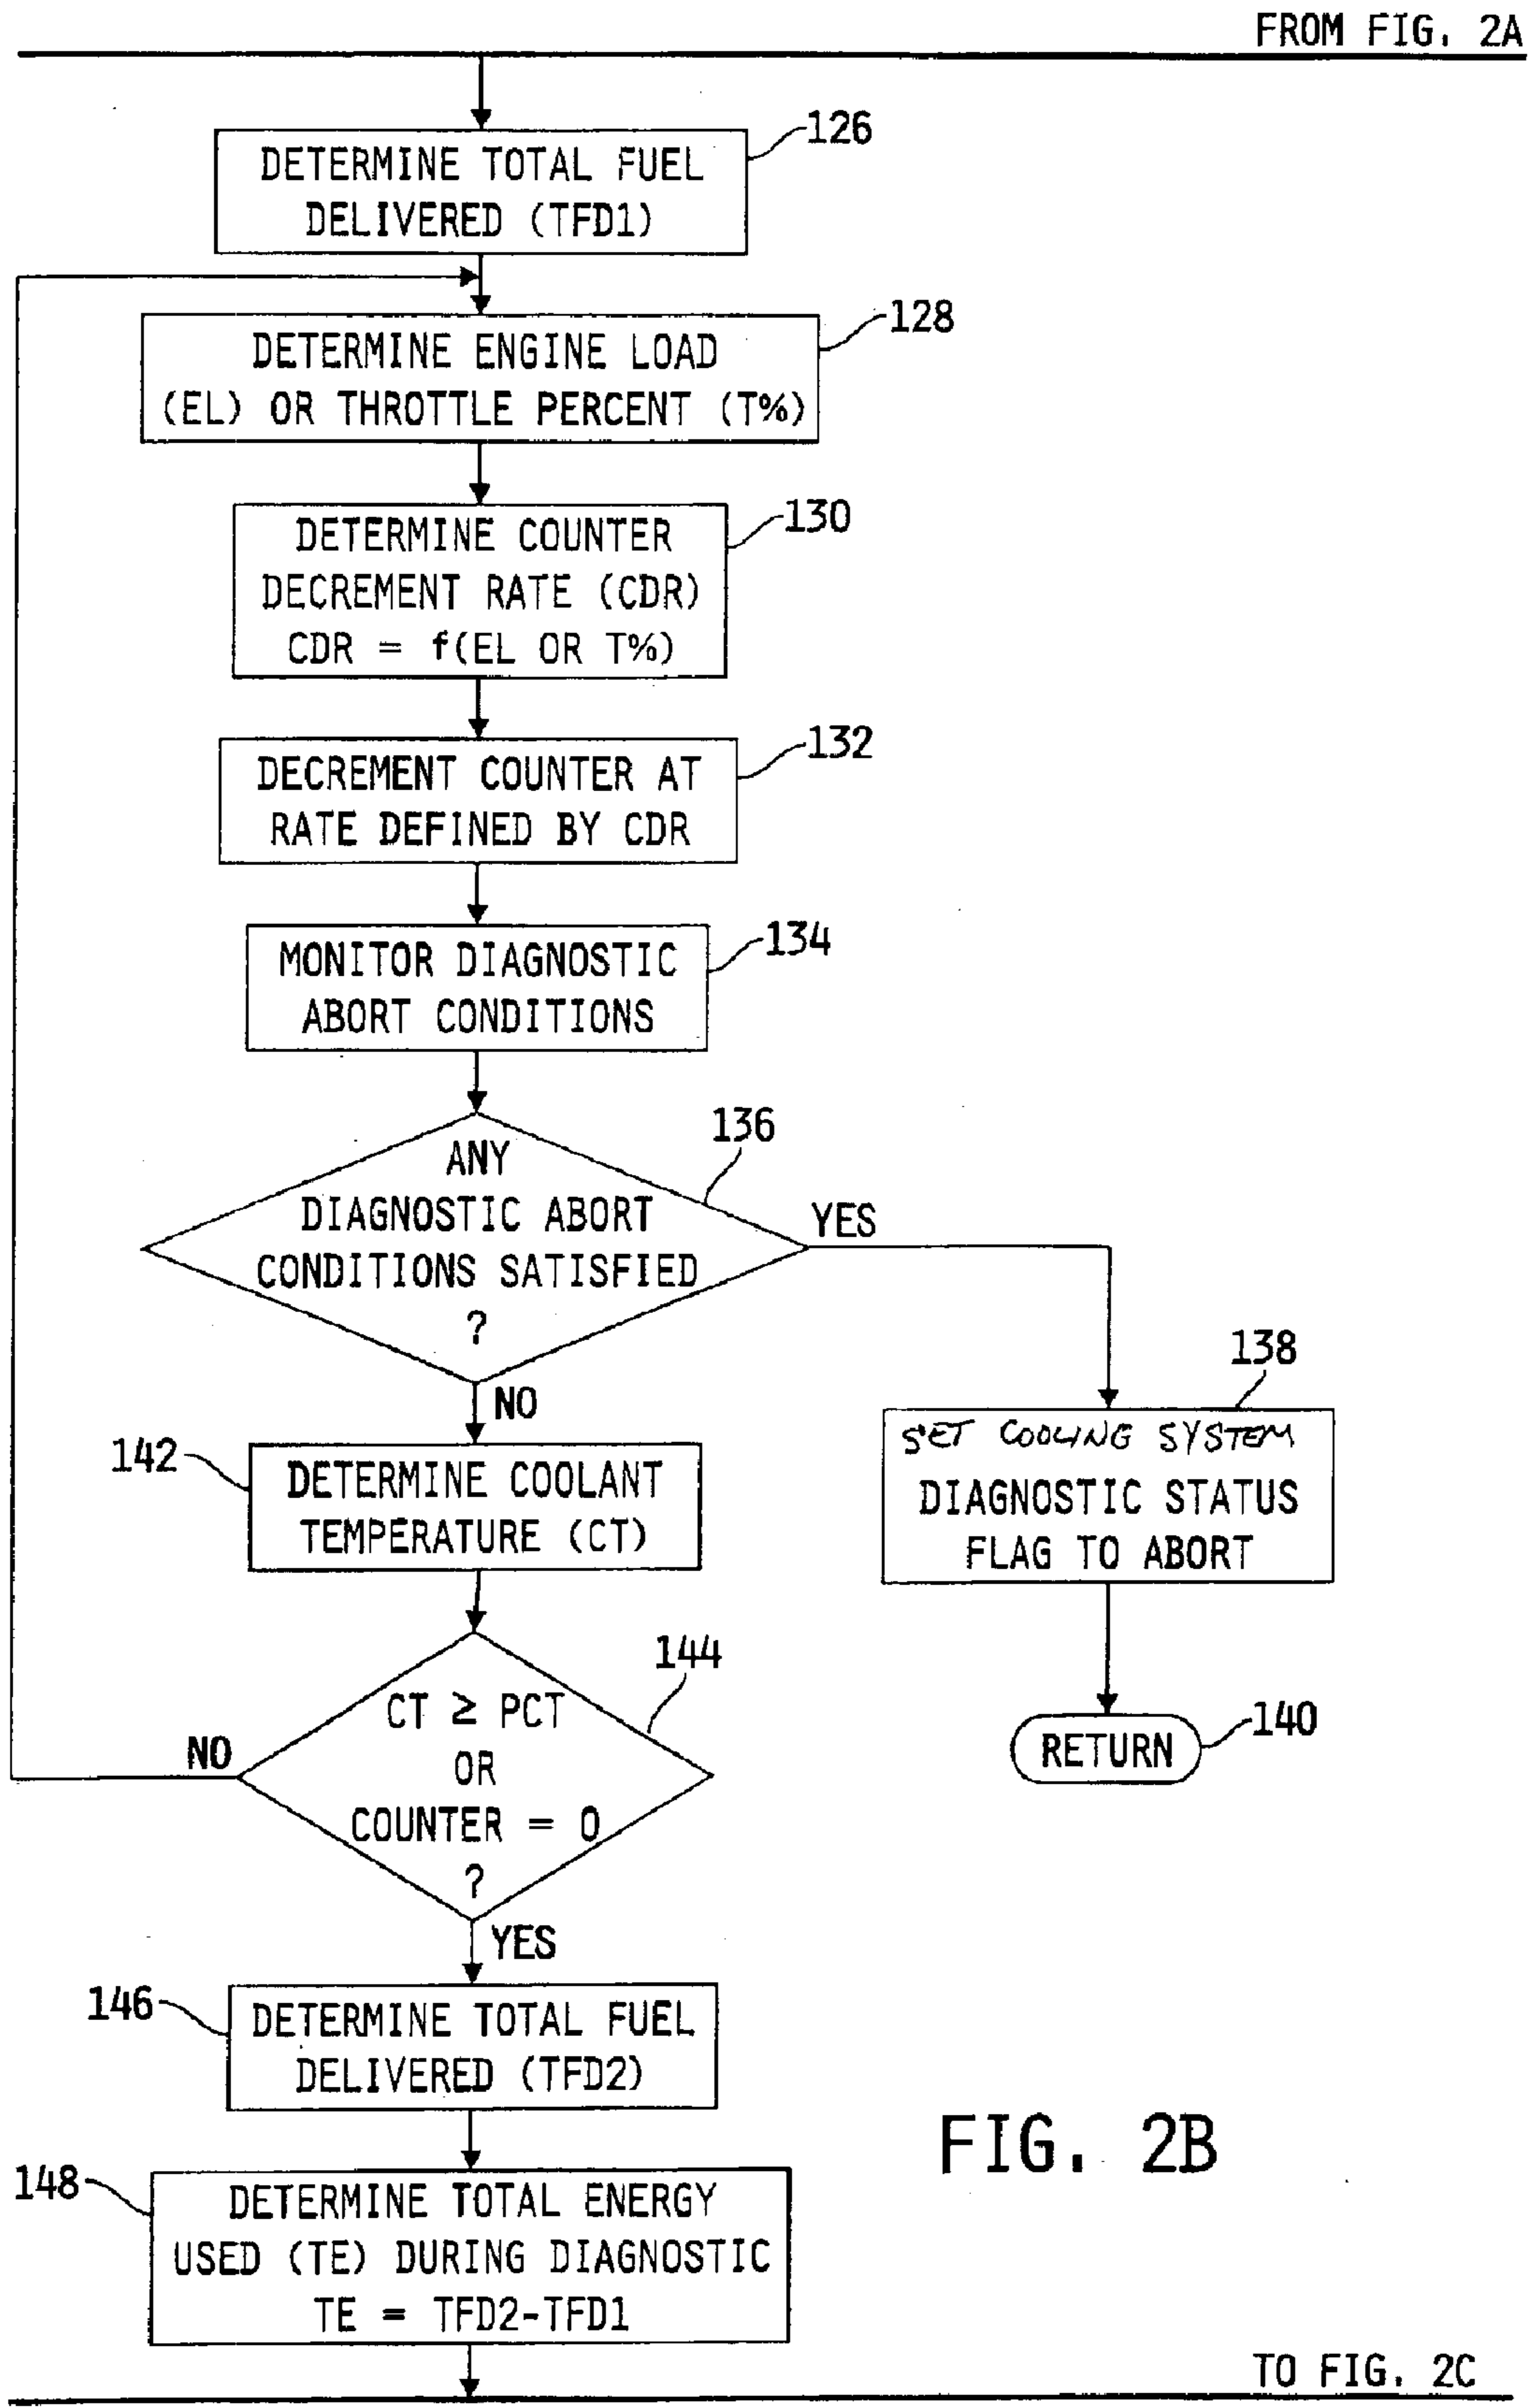 FROM FIG. 2A
126
DETERMINE TOTAL FUEL
DELIVERED (TFD1)
128
DETERMINE ENGINE LOAD
(EL) OR THROTTLE PERCENT (T%)
130
DETERMINE COUNTER
DECREMENT RATE (CDR)
CDR = f(EL OR T%)
132
DECREMENT COUNTER AT
RATE DEFINED BY CDR
134
MONITOR DIAGNOSTIC
ABORT CONDITIONS
136
ANY
DIAGNOSTIC ABORT
CONDITIONS SATISFIED
?
YES
NO
138
SET COOLING SYSTEM
DIAGNOSTIC STATUS
FLAG TO ABORT
140
RETURN
142
DETERMINE COOLANT
TEMPERATURE (CT)
144
CT ≥ PCT
OR
COUNTER = 0
?
NO
YES
146
DETERMINE TOTAL FUEL
DELIVERED (TFD2)
148
DETERMINE TOTAL ENERGY
USED (TE) DURING DIAGNOSTIC
TE = TFD2-TFD1
FIG. 2B
TO FIG. 2C